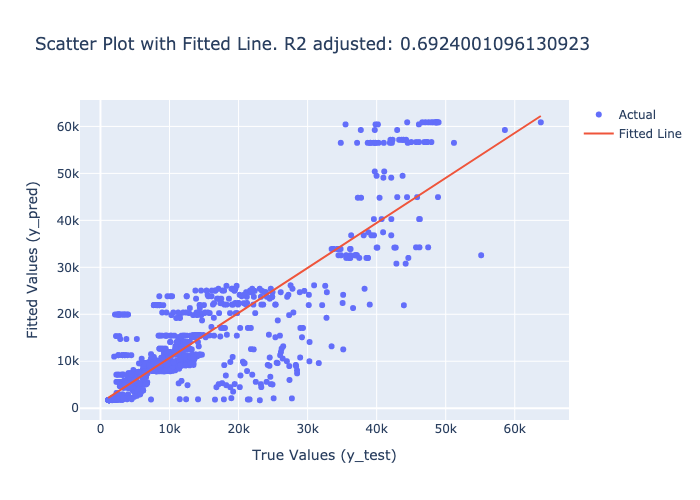 Scatter Plot with Fitted Line. R2 adjusted: 0.6924001096130923
Actual
Fitted Line
60k
50k
40k
30k
20k
10k
0
Fitted Values (y_pred)
0 10k 20k 30k 40k 50k 60k
True Values (y_test)